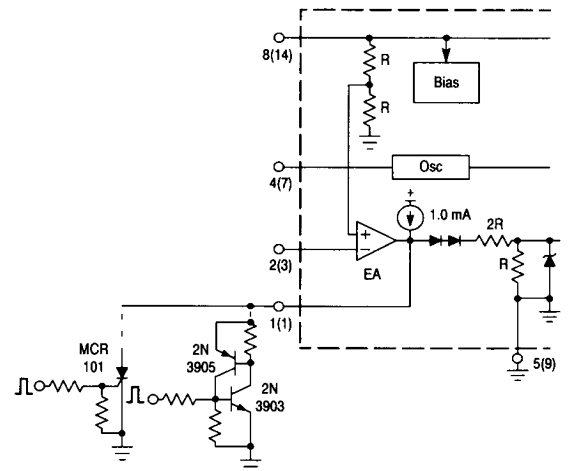 8(14)
R
Bias
R
4(7)
Osc
+
1.0 mA
2R
+
−
R
2(3)
EA
1(1)
MCR
101
2N
3905
2N
3903
5(9)